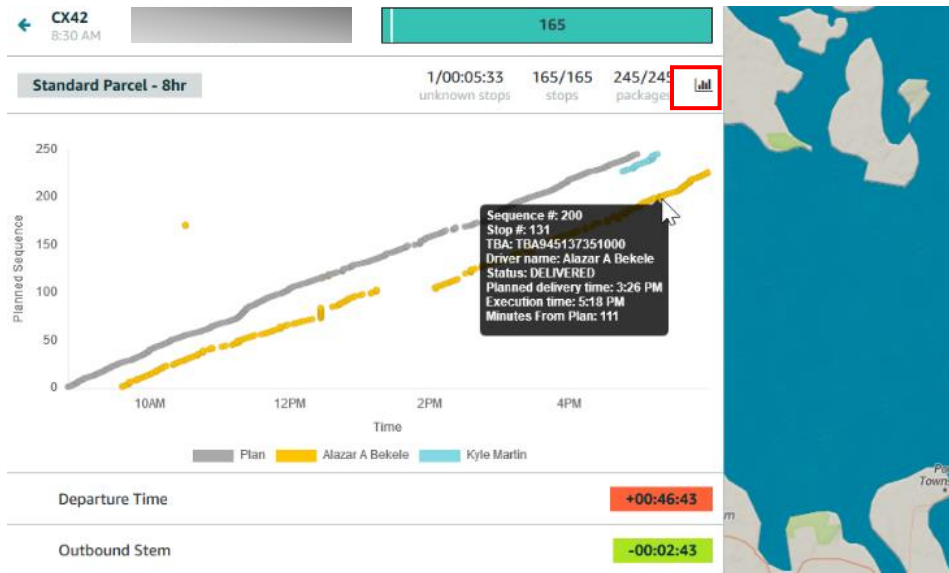 CX42
8:30 AM
165
Standard Parcel - 8hr
1/00:05:33 165/165 245/245
unknown stops stops packages
250
200
150
100
50
0
Planned Sequence
Sequence #: 200
Stop #: 131
TBA: TBA945137351000
Driver name: Alazar A Bekele
Status: DELIVERED
Planned delivery time: 3:26 PM
Execution time: 5:18 PM
Minutes From Plan: 111
10AM 12PM 2PM 4PM
Time
Plan Alazar A Bekele Kyle Martin
Departure Time +00:46:43
Outbound Stem -00:02:43